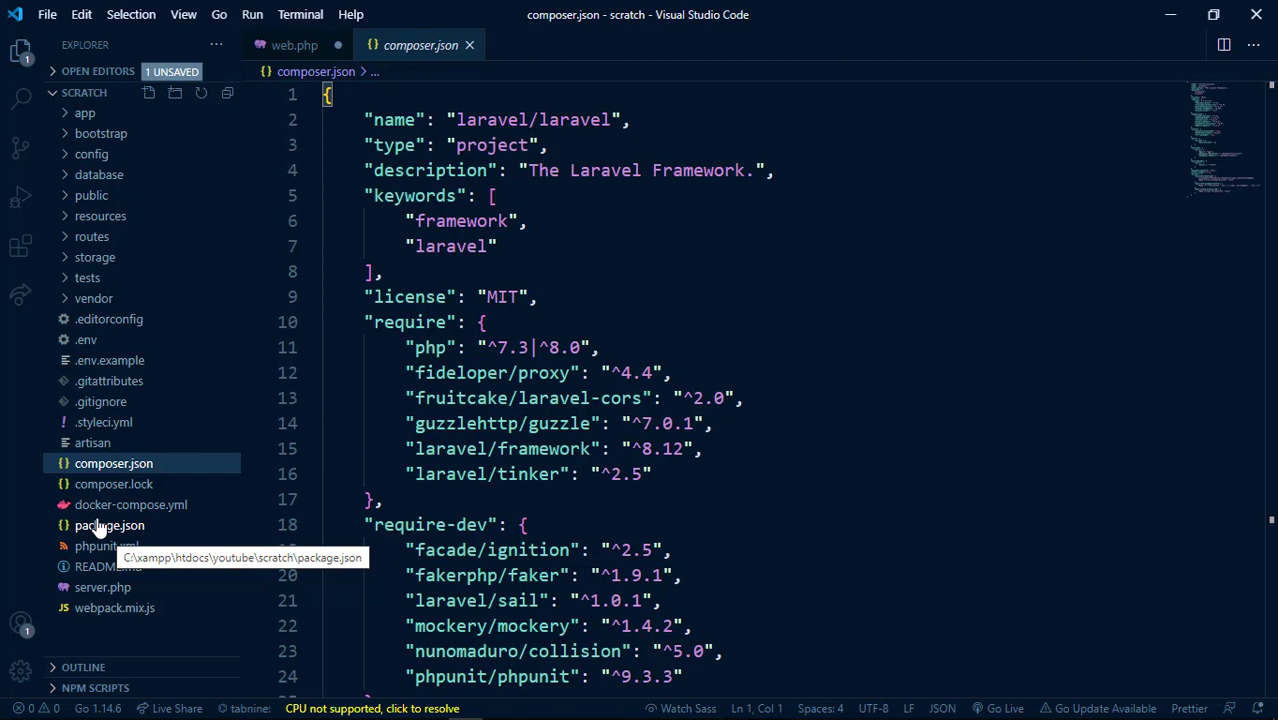 File Edit Selection View Go Run Terminal Help composer.json - scratch - Visual Studio Code
EXPLORER
web.php
composer.json
OPEN EDITORS 1 UNSAVED
composer.json > ...
SCRATCH
app
bootstrap
config
database
public
resources
routes
storage
tests
vendor
.editorconfig
.env
.env.example
.gitattributes
.gitignore
.styleci.yml
artisan
composer.json
composer.lock
docker-compose.yml
package.json
C:\xampp\htdocs\youtube\scratch\package.json
server.php
webpack.mix.js
OUTLINE
NPM SCRIPTS
1
1
1 {
2 "name": "laravel/laravel",
3 "type": "project",
4 "description": "The Laravel Framework.",
5 "keywords": [
6 "framework",
7 "laravel"
8 ],
9 "license": "MIT",
10 "require": {
11 "php": "^7.3|^8.0",
12 "fideloper/proxy": "^4.4",
13 "fruitcake/laravel-cors": "^2.0",
14 "guzzlehttp/guzzle": "^7.0.1",
15 "laravel/framework": "^8.12",
16 "laravel/tinker": "^2.5"
17 },
18 "require-dev": {
"facade/ignition": "^2.5",
20 "fakerphp/faker": "^1.9.1",
21 "laravel/sail": "^1.0.1",
22 "mockery/mockery": "^1.4.2",
23 "nunomaduro/collision": "^5.0",
24 "phpunit/phpunit": "^9.3.3"
0 0 Go 1.14.6 Live Share tabnine: CPU not supported, click to resolve Watch Sass Ln 1, Col 1 Spaces: 4 UTF-8 LF JSON Go Live Go Update Available Prettier